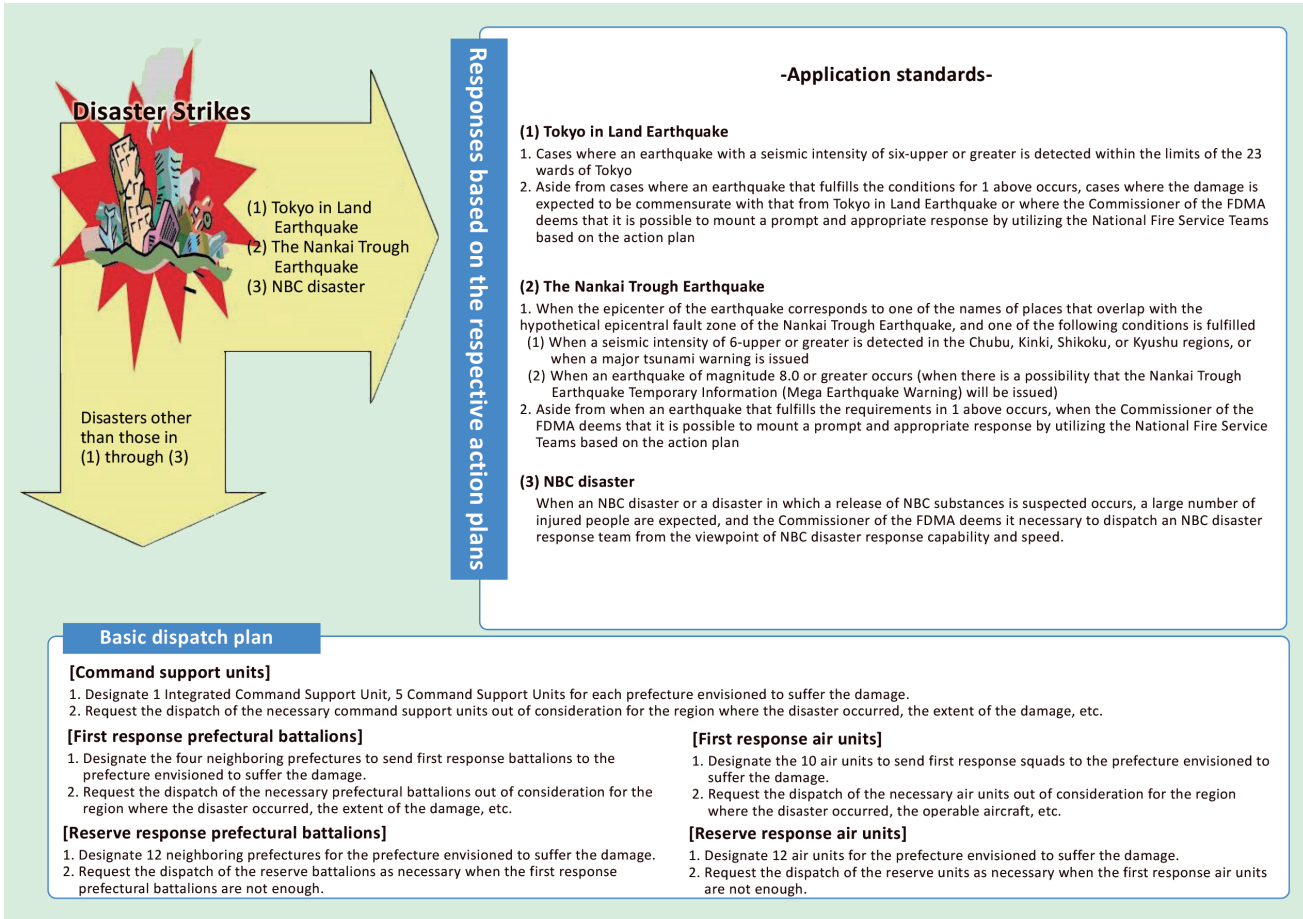 Disaster Strikes
(1) Tokyo in Land
Earthquake
(2) The Nankai Trough
Earthquake
(3) NBC disaster
Disasters other
than those in
(1) through (3)
Responses based on the respective action plans
-Application standards-
(1) Tokyo in Land Earthquake
1. Cases where an earthquake with a seismic intensity of six-upper or greater is detected within the limits of the 23
wards of Tokyo
2. Aside from cases where an earthquake that fulfills the conditions for 1 above occurs, cases where the damage is
expected to be commensurate with that from Tokyo in Land Earthquake or where the Commissioner of the FDMA
deems that it is possible to mount a prompt and appropriate response by utilizing the National Fire Service Teams
based on the action plan
(2) The Nankai Trough Earthquake
1. When the epicenter of the earthquake corresponds to one of the names of places that overlap with the
hypothetical epicentral fault zone of the Nankai Trough Earthquake, and one of the following conditions is fulfilled
(1) When a seismic intensity of 6-upper or greater is detected in the Chubu, Kinki, Shikoku, or Kyushu regions, or
when a major tsunami warning is issued
(2) When an earthquake of magnitude 8.0 or greater occurs (when there is a possibility that the Nankai Trough
Earthquake Temporary Information (Mega Earthquake Warning) will be issued)
2. Aside from when an earthquake that fulfills the requirements in 1 above occurs, when the Commissioner of the
FDMA deems that it is possible to mount a prompt and appropriate response by utilizing the National Fire Service
Teams based on the action plan
(3) NBC disaster
When an NBC disaster or a disaster in which a release of NBC substances is suspected occurs, a large number of
injured people are expected, and the Commissioner of the FDMA deems it necessary to dispatch an NBC disaster
response team from the viewpoint of NBC disaster response capability and speed.
Basic dispatch plan
[Command support units]
1. Designate 1 Integrated Command Support Unit, 5 Command Support Units for each prefecture envisioned to suffer the damage.
2. Request the dispatch of the necessary command support units out of consideration for the region where the disaster occurred, the extent of the damage, etc.
[First response prefectural battalions]
1. Designate the four neighboring prefectures to send first response battalions to the
prefecture envisioned to suffer the damage.
2. Request the dispatch of the necessary prefectural battalions out of consideration for the
region where the disaster occurred, the extent of the damage, etc.
[Reserve response prefectural battalions]
1. Designate 12 neighboring prefectures for the prefecture envisioned to suffer the damage.
2. Request the dispatch of the reserve battalions as necessary when the first response
prefectural battalions are not enough.
[First response air units]
1. Designate the 10 air units to send first response squads to the prefecture envisioned to
suffer the damage.
2. Request the dispatch of the necessary air units out of consideration for the region
where the disaster occurred, the operable aircraft, etc.
[Reserve response air units]
1. Designate 12 air units for the prefecture envisioned to suffer the damage.
2. Request the dispatch of the reserve units as necessary when the first response air units
are not enough.